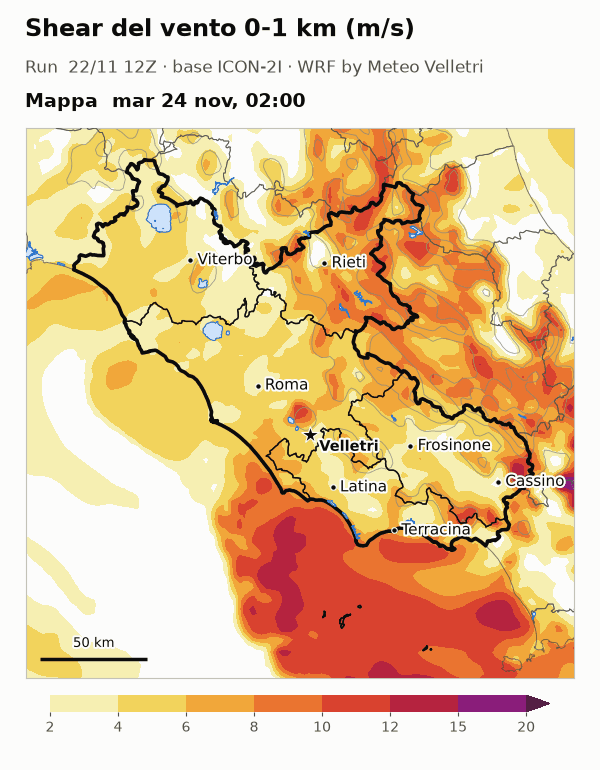 Shear del vento 0-1 km (m/s)
Run  22/11 12Z · base ICON-2I · WRF by Meteo Velletri
Mappa  mar 24 nov, 02:00
Viterbo
Rieti
Roma
Velletri
Frosinone
Latina
Cassino
Terracina
50 km
2 4 6 8 10 12 15 20